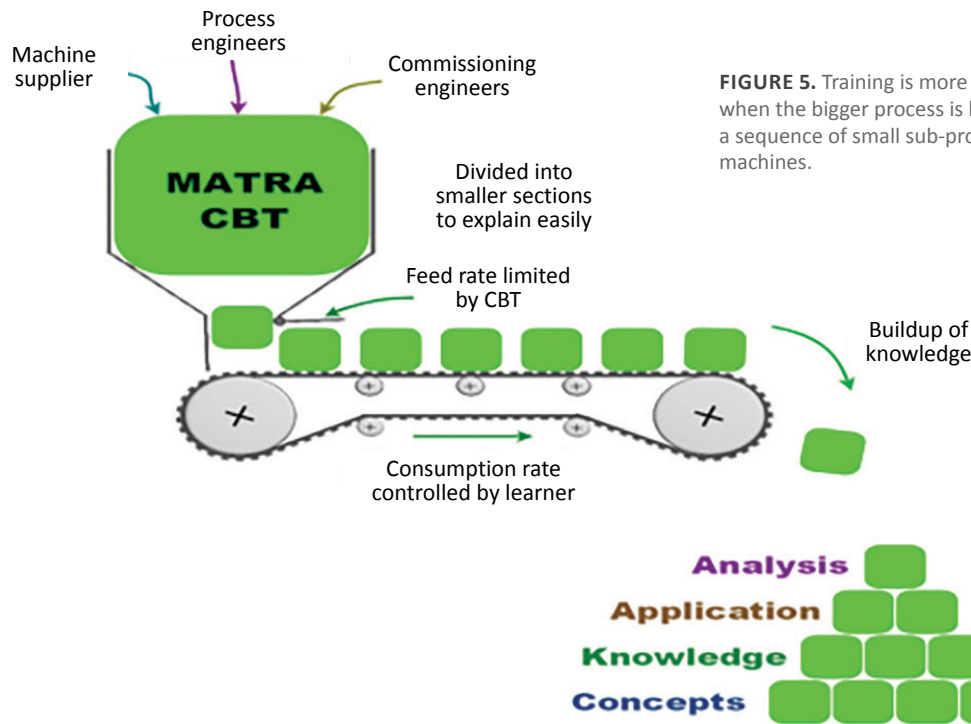 Process
engineers
Machine
supplier
Commissioning
engineers
FIGURE 5. Training is more
when the bigger process is
a sequence of small sub-pro
machines.
MATRA
CBT
Divided into
smaller sections
to explain easily
Feed rate limited
by CBT
Buildup of
knowledge
Consumption rate
controlled by learner
Analysis
Application
Knowledge
Concepts